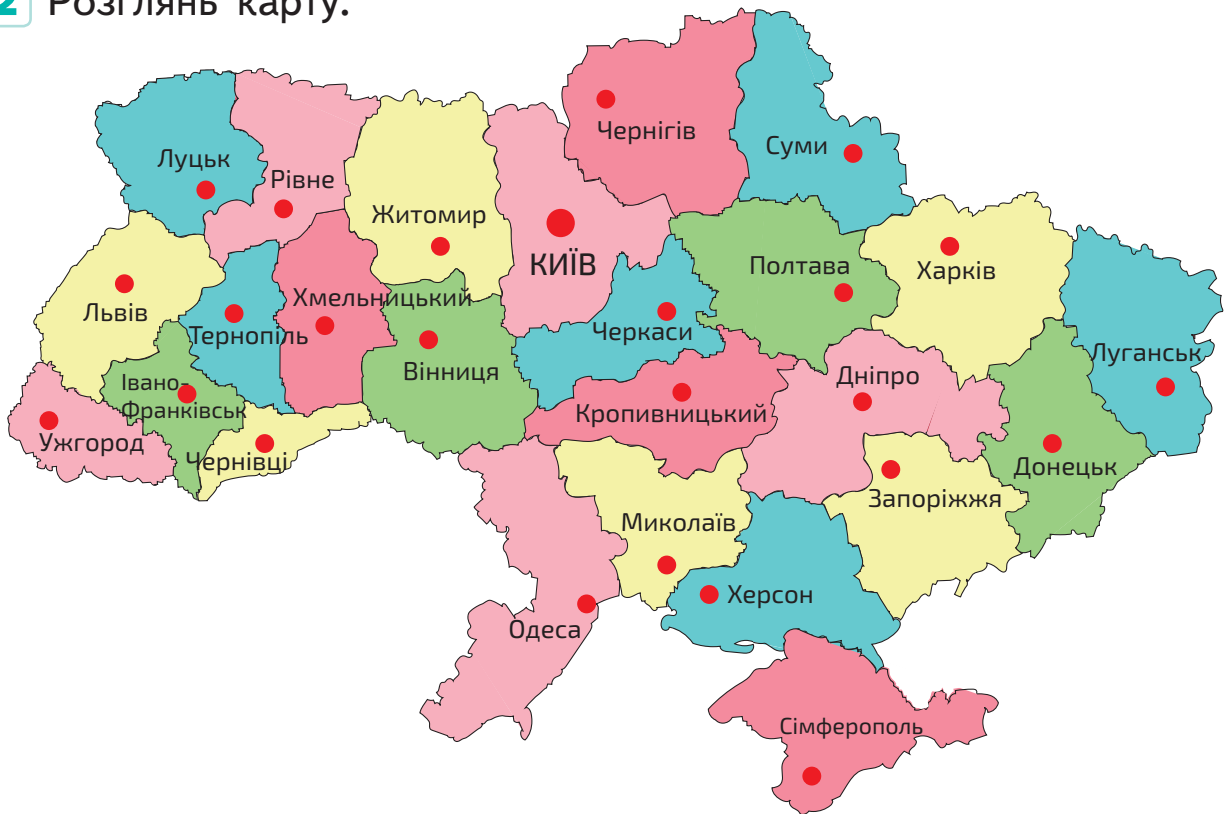 2 Розглянь карту.
Чернігів
Суми
Луцьк
Рівне
Житомир
КИЇВ
Полтава
Харків
Львів
Тернопіль
Хмельницький
Вінниця
Черкаси
Луганськ
Івано-
Франківськ
Дніпро
Кропивницький
Ужгород
Чернівці
Донецьк
Запоріжжя
Миколаїв
Херсон
Одеса
Сімферополь